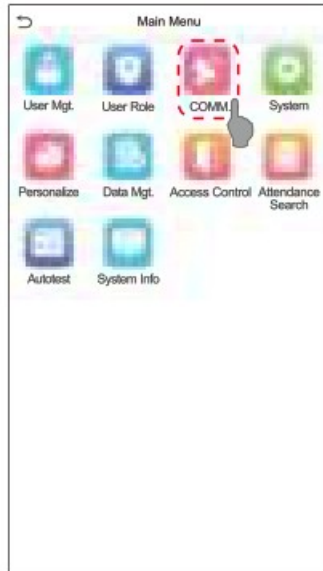 Main Menu
User Mgt.
User Role
COMM.
System
Personalize
Data Mgt.
Access Control
Attendance
Search
Autotest
System Info